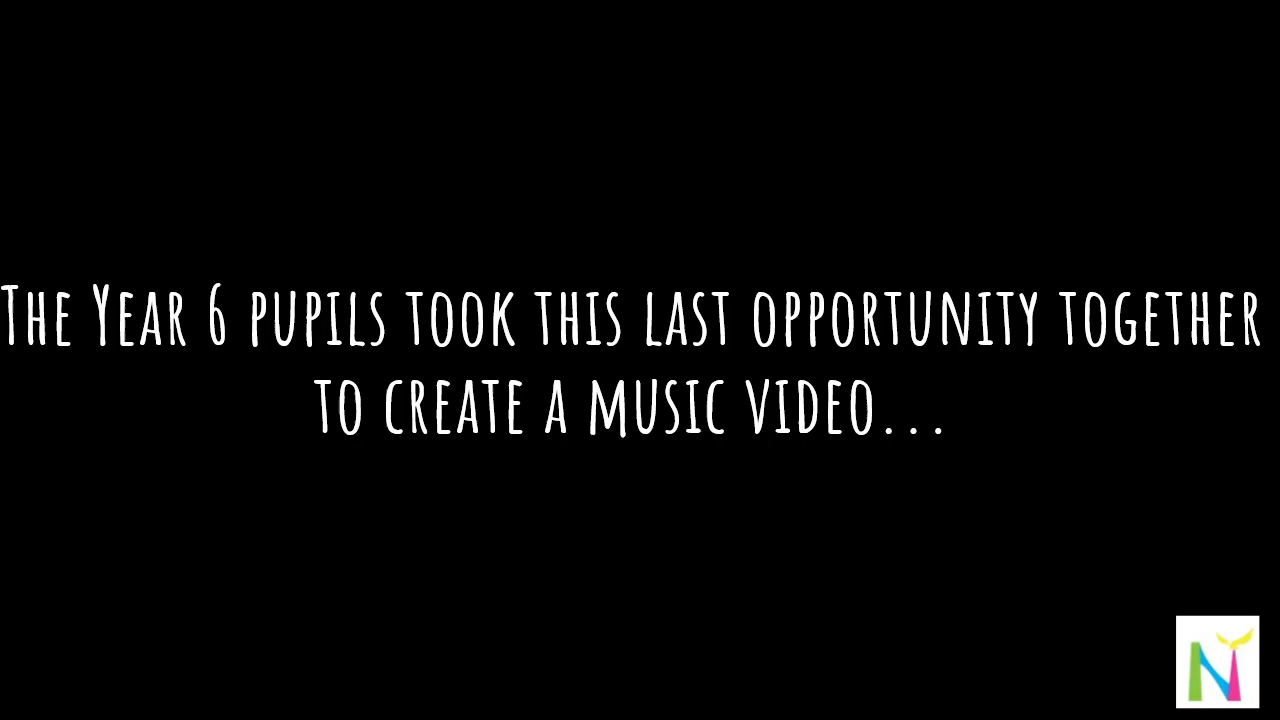 The Year 6 pupils took this last opportunity together
to create a music video...
N